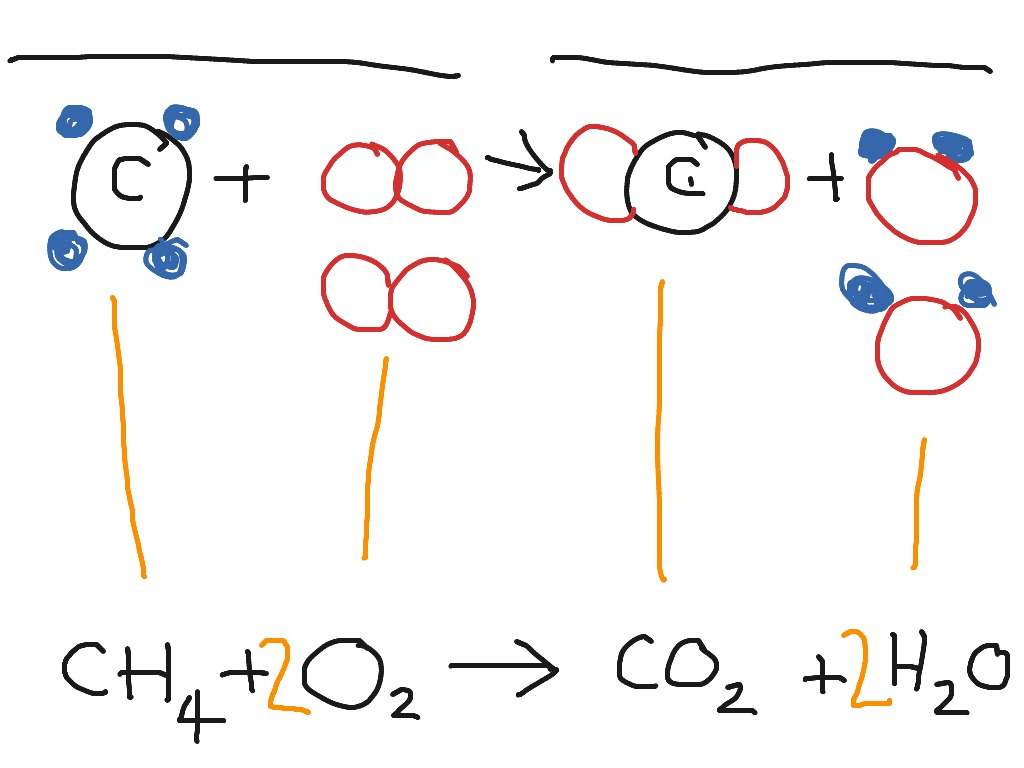 C + → C +
CH₄ + 2O₂ → CO₂ + 2H₂O